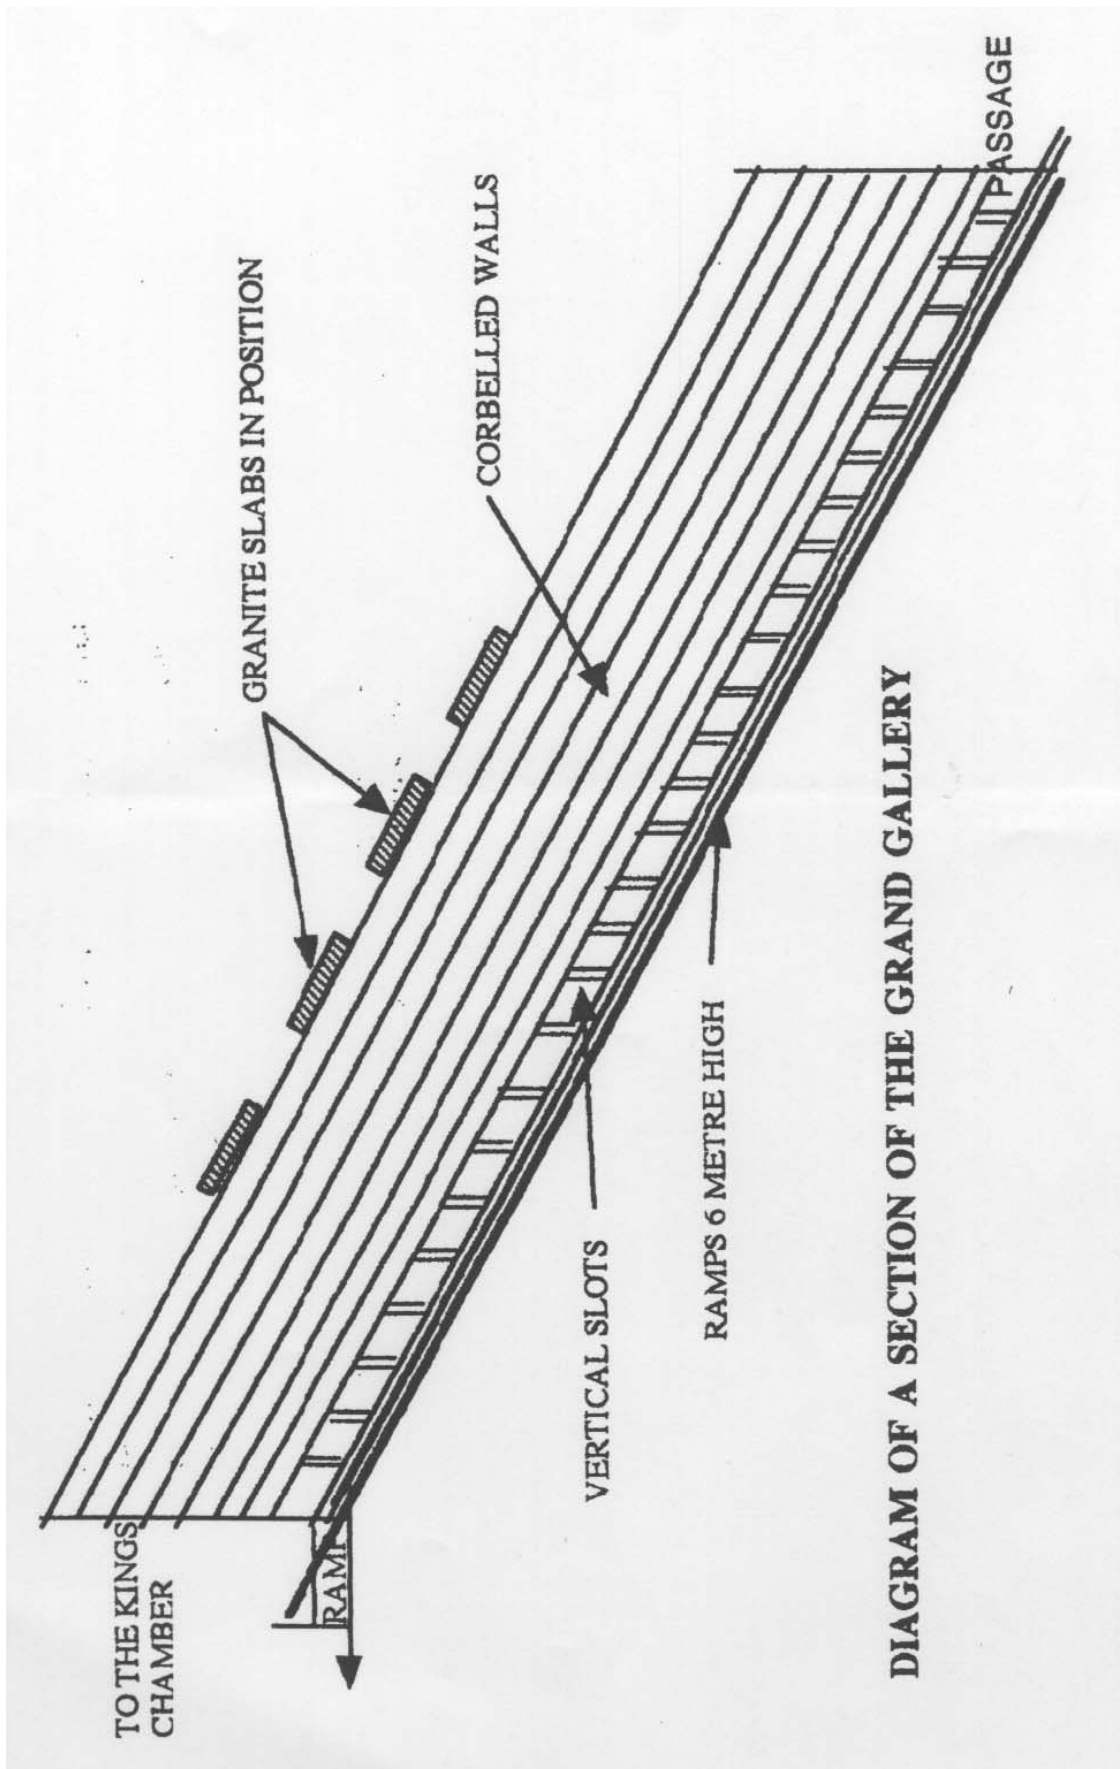 TO THE KINGS
CHAMBER
RAMP
GRANITE SLABS IN POSITION
CORBELLED WALLS
PASSAGE
VERTICAL SLOTS
RAMPS 6 METRE HIGH
DIAGRAM OF A SECTION OF THE GRAND GALLERY